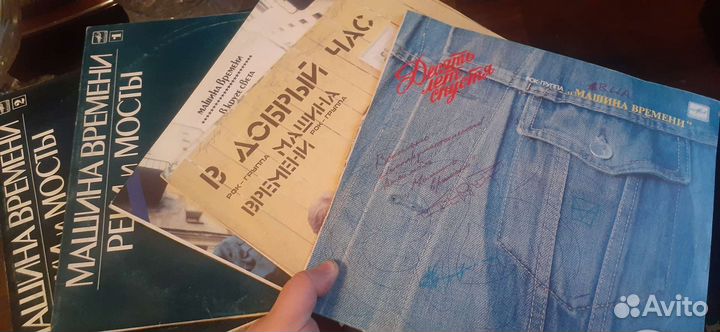 2
МАШИНА ВРЕМЕНИ
И МОСТЫ
1
МАШИНА ВРЕМЕНИ
РЕКИ И МОСТЫ
МАШИНА ВРЕМЕНИ
В КРУГЕ СВЕТА
В ДОБРЫЙ ЧАС
РОК-ГРУППА
МАШИНА
ВРЕМЕНИ
РОК-ГРУППА
Десять
лет
спустя
РОК-ГРУППА
„МАШИНА ВРЕМЕНИ“
Avito